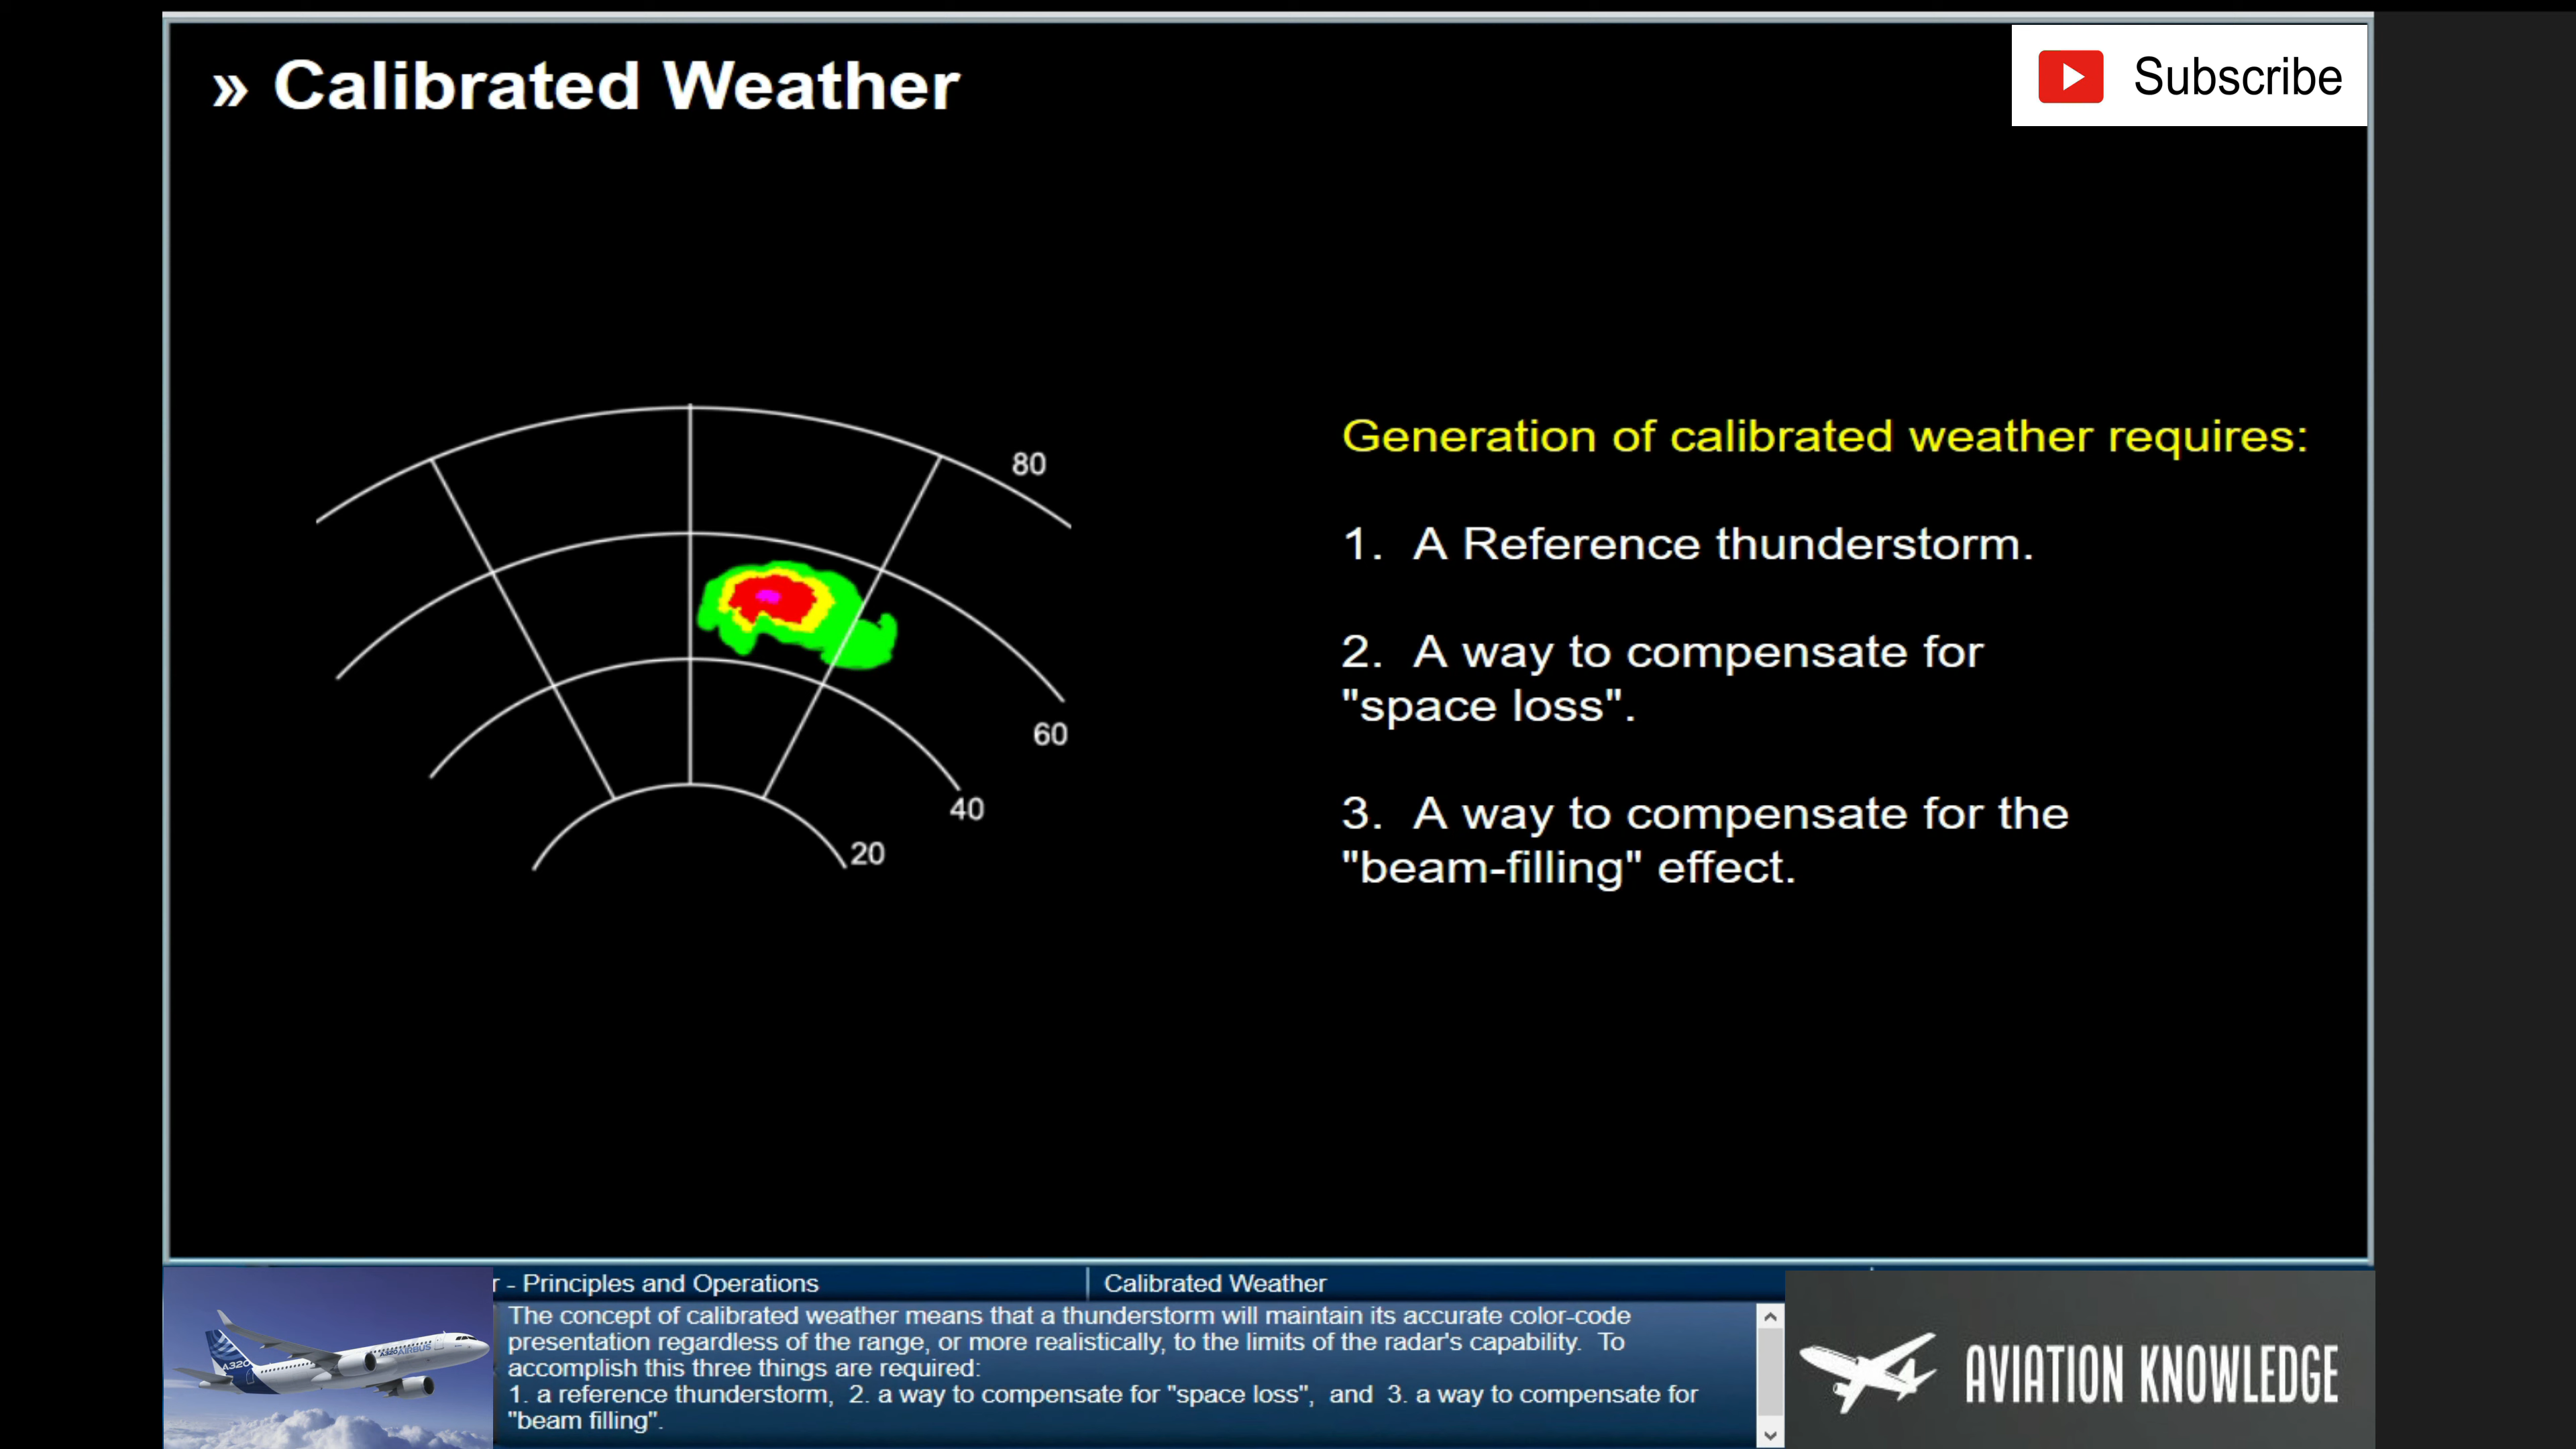 » Calibrated Weather
Subscribe
80
60
40
20
Generation of calibrated weather requires:
1. A Reference thunderstorm.
2. A way to compensate for
"space loss".
3. A way to compensate for the
"beam-filling" effect.
r - Principles and Operations
Calibrated Weather
The concept of calibrated weather means that a thunderstorm will maintain its accurate color-code
presentation regardless of the range, or more realistically, to the limits of the radar's capability. To
accomplish this three things are required:
1. a reference thunderstorm, 2. a way to compensate for "space loss", and 3. a way to compensate for
"beam filling".
A320
A320 AIRBUS
AVIATION KNOWLEDGE